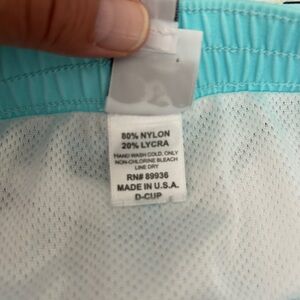 80% NYLON
20% LYCRA
HAND WASH COLD, ONLY
NON-CHLORINE BLEACH
LINE DRY
RN# 89936
MADE IN U.S.A.
D-CUP